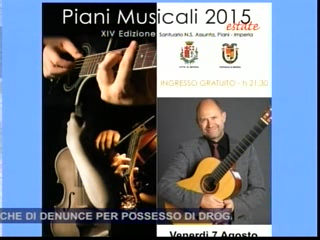 Piani Musicali 2015
estate
XIV Edizione Santuario N.S. Assunta, Piani - Imperia
INGRESSO GRATUITO - h 21.30
CHE DI DENUNCE PER POSSESSO DI DROG.
Venerdì 7 Agosto